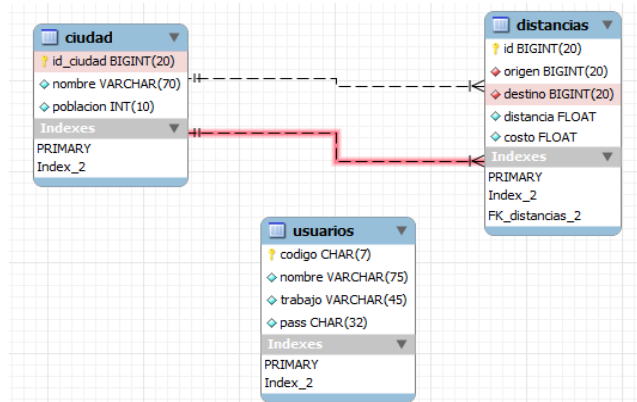 ciudad
id_ciudad BIGINT(20)
nombre VARCHAR(70)
poblacion INT(10)
Indexes
PRIMARY
Index_2
distancias
id BIGINT(20)
origen BIGINT(20)
destino BIGINT(20)
distancia FLOAT
costo FLOAT
Indexes
PRIMARY
Index_2
FK_distancias_2
usuarios
codigo CHAR(7)
nombre VARCHAR(75)
trabajo VARCHAR(45)
pass CHAR(32)
Indexes
PRIMARY
Index_2